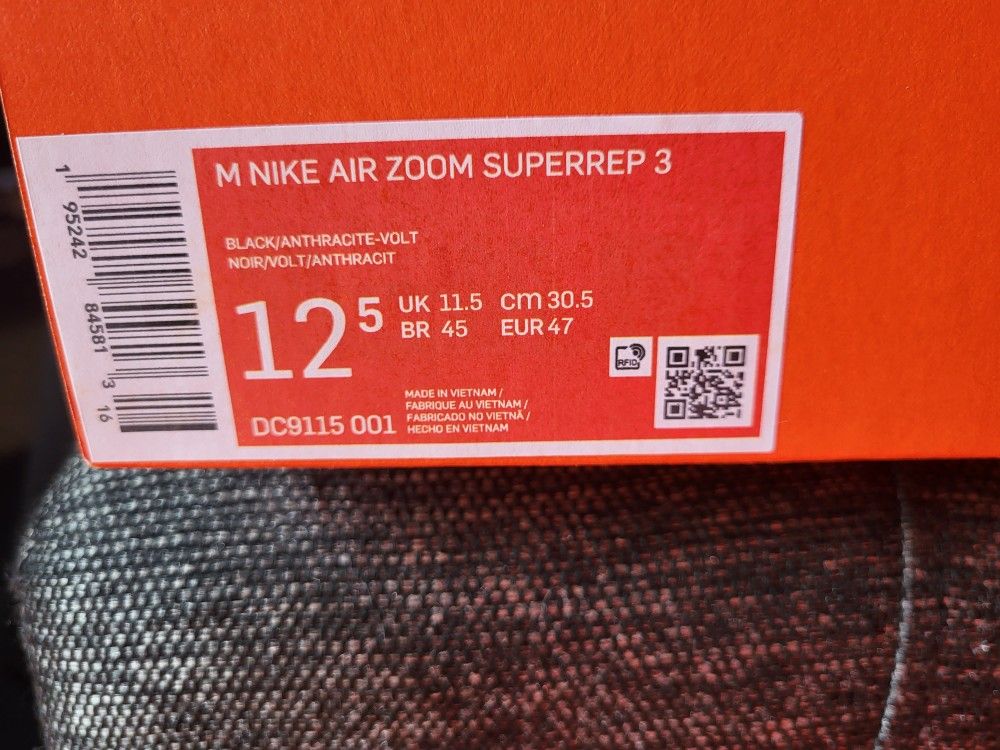 M NIKE AIR ZOOM SUPERREP 3
BLACK/ANTHRACITE-VOLT
NOIR/VOLT/ANTHRACIT
12 5
UK 11.5 cm 30.5
BR 45 EUR 47
RFID
MADE IN VIETNAM /
FABRIQUE AU VIETNAM /
FABRICADO NO VIETNÃ /
HECHO EN VIETNAM
DC9115 001
1 95242 84581 3 16